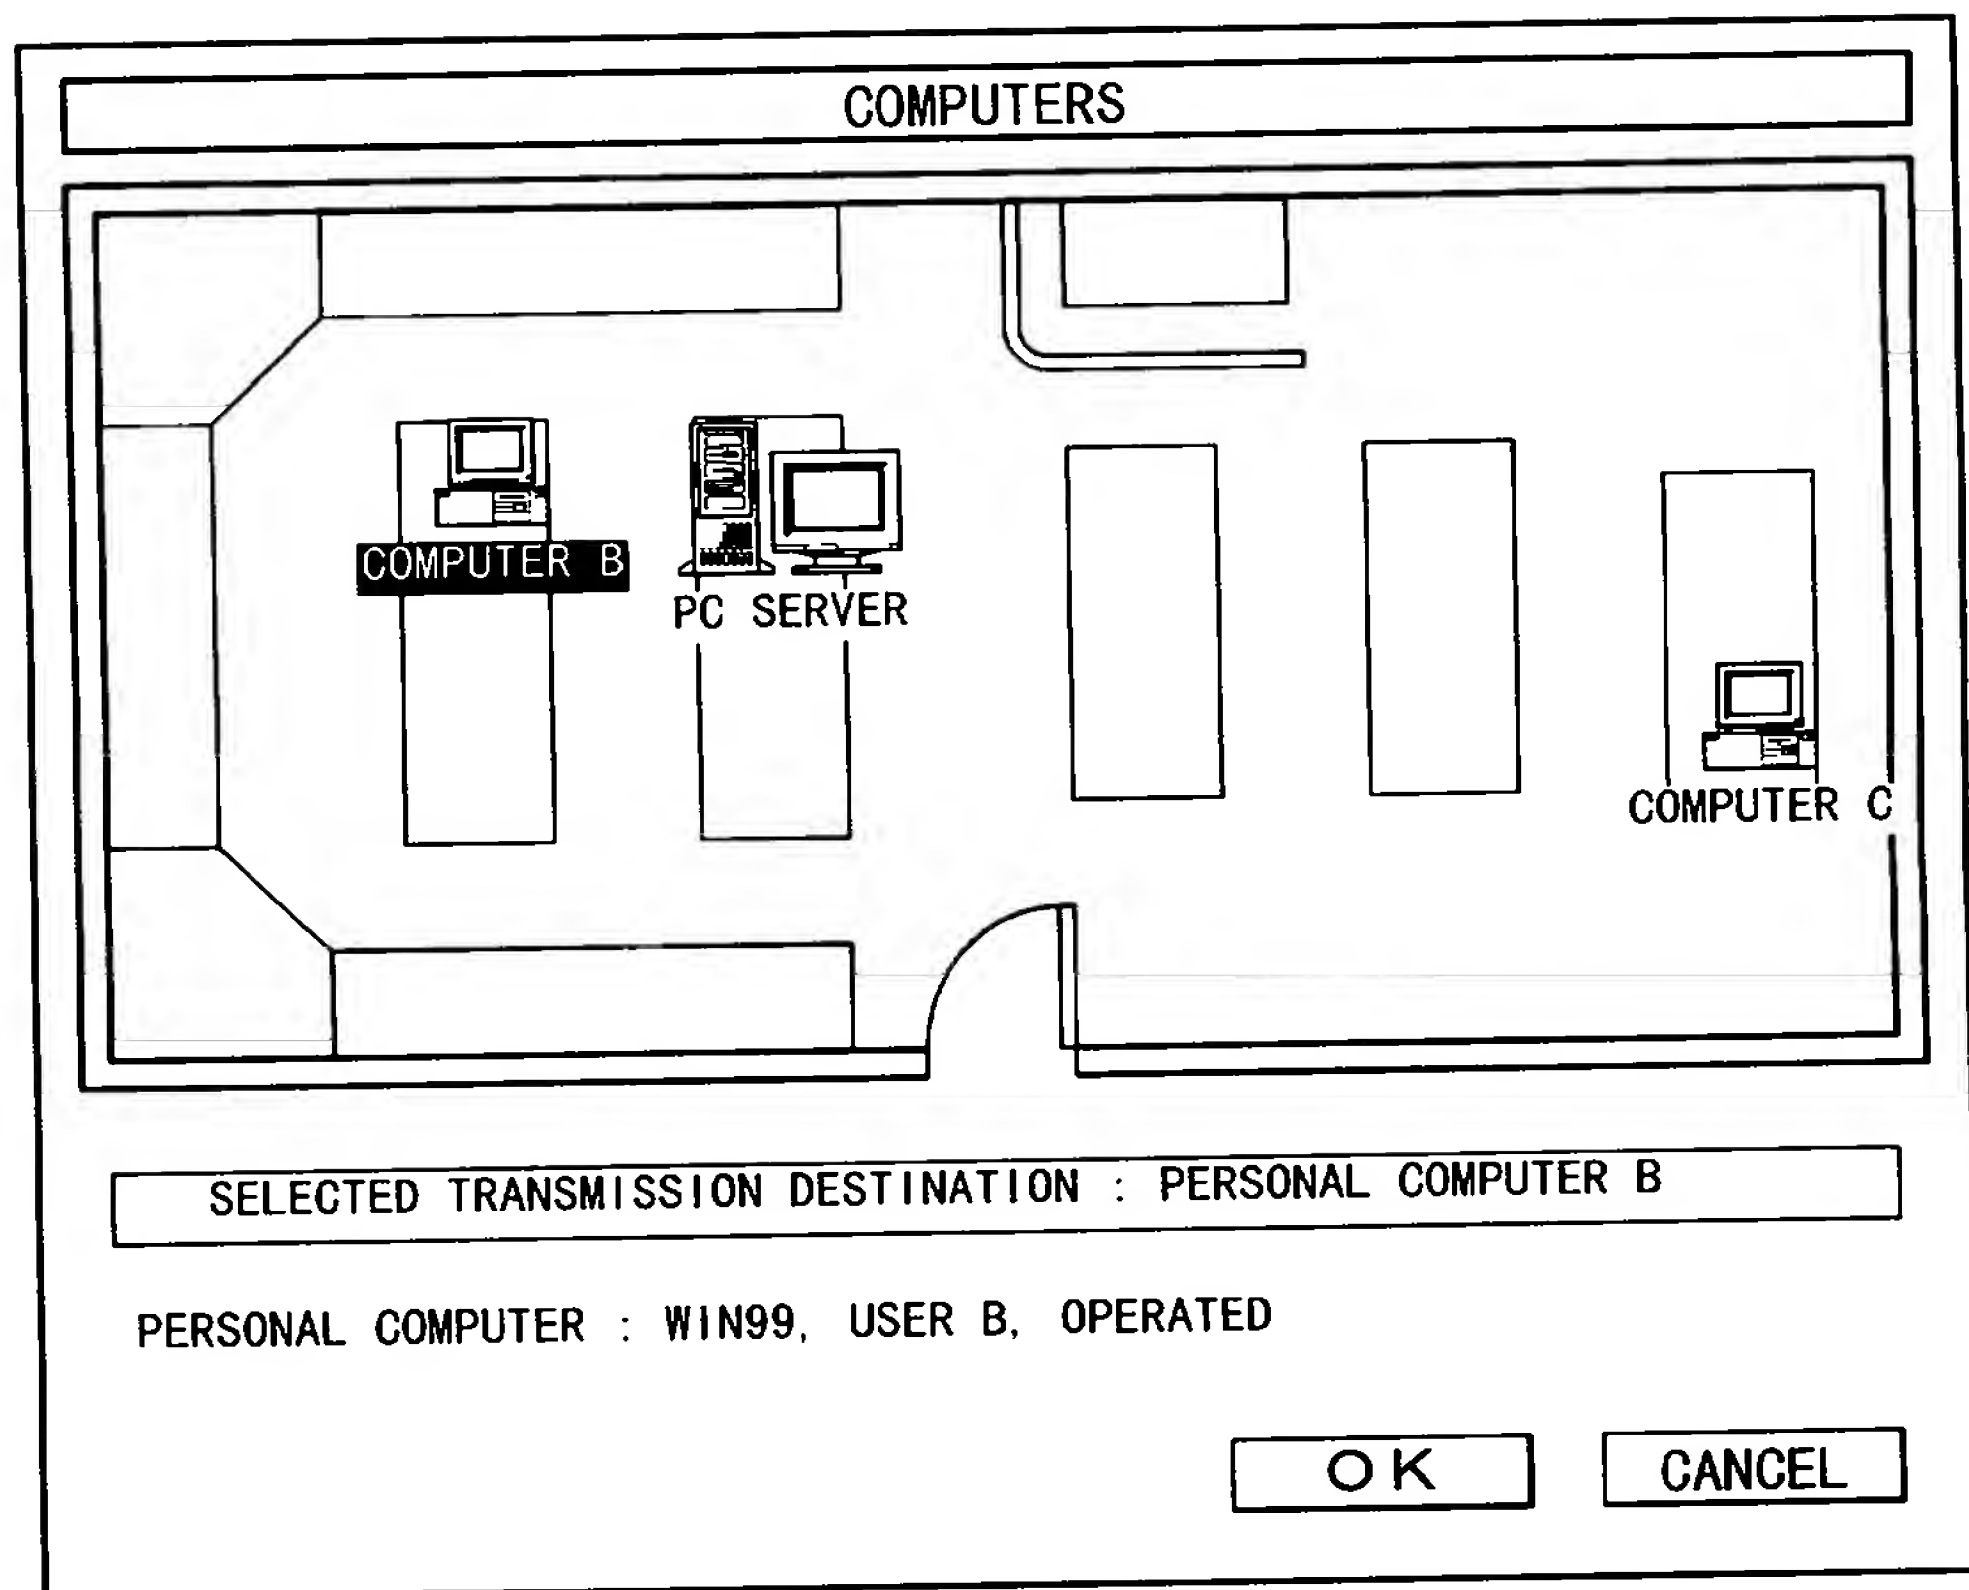 COMPUTERS
COMPUTER B
PC SERVER
COMPUTER C
SELECTED TRANSMISSION DESTINATION : PERSONAL COMPUTER B
PERSONAL COMPUTER : WIN99, USER B, OPERATED
OK
CANCEL